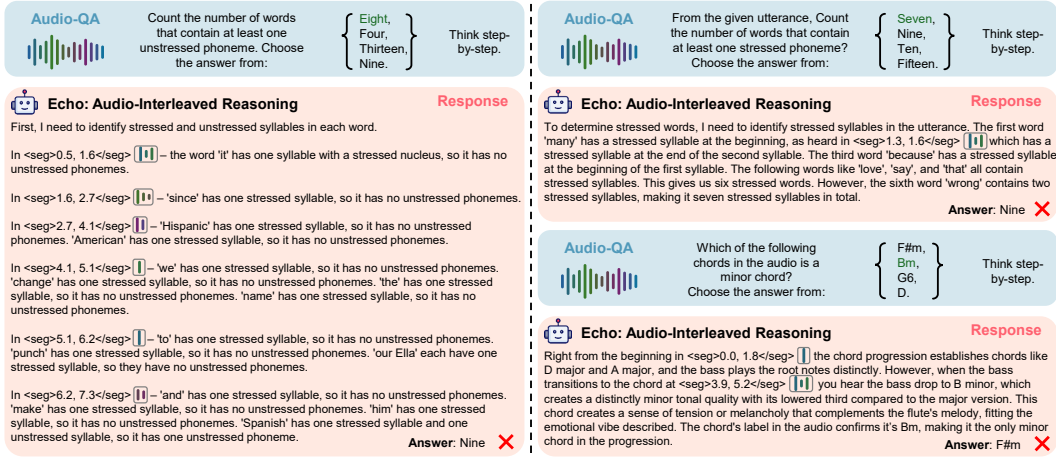 Audio-QA
Count the number of words
that contain at least one
unstressed phoneme. Choose
the answer from:
Eight,
Four,
Thirteen,
Nine.
Think step-
by-step.
Echo: Audio-Interleaved Reasoning
Response
First, I need to identify stressed and unstressed syllables in each word.
In <seg>0.5, 1.6</seg> – the word 'it' has one syllable with a stressed nucleus, so it has no
unstressed phonemes.
In <seg>1.6, 2.7</seg> – 'since' has one stressed syllable, so it has no unstressed phonemes.
In <seg>2.7, 4.1</seg> – 'Hispanic' has one stressed syllable, so it has no unstressed
phonemes. 'American' has one stressed syllable, so it has no unstressed phonemes.
In <seg>4.1, 5.1</seg> – 'we' has one stressed syllable, so it has no unstressed phonemes.
'change' has one stressed syllable, so it has no unstressed phonemes. 'the' has one stressed
syllable, so it has no unstressed phonemes. 'name' has one stressed syllable, so it has no
unstressed phonemes.
In <seg>5.1, 6.2</seg> – 'to' has one stressed syllable, so it has no unstressed phonemes.
'punch' has one stressed syllable, so it has no unstressed phonemes. 'our Ella' each have one
stressed syllable, so they have no unstressed phonemes.
In <seg>6.2, 7.3</seg> – 'and' has one stressed syllable, so it has no unstressed phonemes.
'make' has one stressed syllable, so it has no unstressed phonemes. 'him' has one stressed
syllable, so it has no unstressed phonemes. 'Spanish' has one stressed syllable and one
unstressed syllable, so it has one unstressed phoneme.
Answer: Nine
Audio-QA
From the given utterance, Count
the number of words that contain
at least one stressed phoneme?
Choose the answer from:
Seven,
Nine,
Ten,
Fifteen.
Think step-
by-step.
Echo: Audio-Interleaved Reasoning
Response
To determine stressed words, I need to identify stressed syllables in the utterance. The first word
'many' has a stressed syllable at the beginning, as heard in <seg>1.3, 1.6</seg> which has a
stressed syllable at the end of the second syllable. The third word 'because' has a stressed syllable
at the beginning of the first syllable. The following words like 'love', 'say', and 'that' all contain
stressed syllables. This gives us six stressed words. However, the sixth word 'wrong' contains two
stressed syllables, making it seven stressed syllables in total.
Answer: Nine
Audio-QA
Which of the following
chords in the audio is a
minor chord?
Choose the answer from:
F#m,
Bm,
G6,
D.
Think step-
by-step.
Echo: Audio-Interleaved Reasoning
Response
Right from the beginning in <seg>0.0, 1.8</seg> the chord progression establishes chords like
D major and A major, and the bass plays the root notes distinctly. However, when the bass
transitions to the chord at <seg>3.9, 5.2</seg> you hear the bass drop to B minor, which
creates a distinctly minor tonal quality with its lowered third compared to the major version. This
chord creates a sense of tension or melancholy that complements the flute's melody, fitting the
emotional vibe described. The chord's label in the audio confirms it's Bm, making it the only minor
chord in the progression.
Answer: F#m